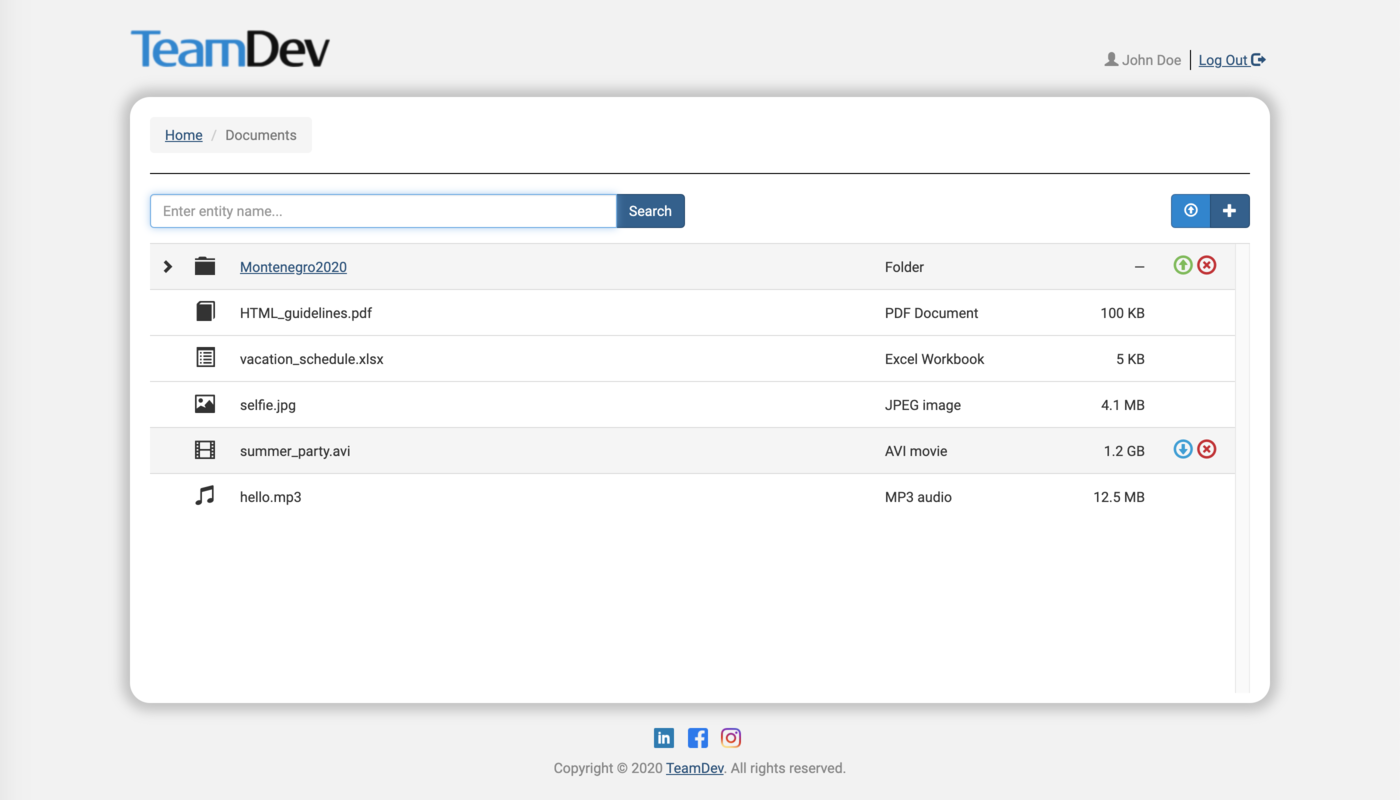 TeamDev
John Doe Log Out
Home / Documents
Enter entity name... Search
Montenegro2020 Folder –
HTML_guidelines.pdf PDF Document 100 KB
vacation_schedule.xlsx Excel Workbook 5 KB
selfie.jpg JPEG image 4.1 MB
summer_party.avi AVI movie 1.2 GB
hello.mp3 MP3 audio 12.5 MB
in f
Copyright © 2020 TeamDev. All rights reserved.